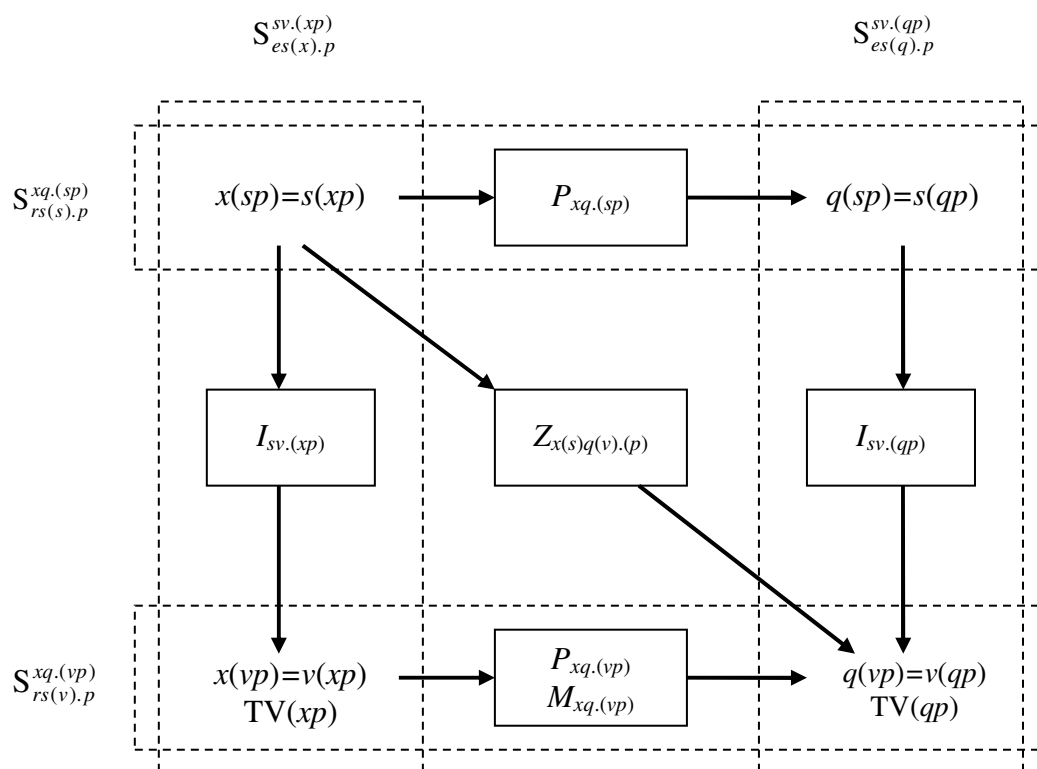 S^{sv.(xp)}_{es(x).p} S^{sv.(qp)}_{es(q).p}
S^{xq.(sp)}_{rs(s).p} x(sp)=s(xp) P_{xq.(sp)} q(sp)=s(qp)
I_{sv.(xp)} Z_{x(s)q(v).(p)} I_{sv.(qp)}
S^{xq.(vp)}_{rs(v).p} x(vp)=v(xp) P_{xq.(vp)} q(vp)=v(qp)
TV(xp) M_{xq.(vp)} TV(qp)